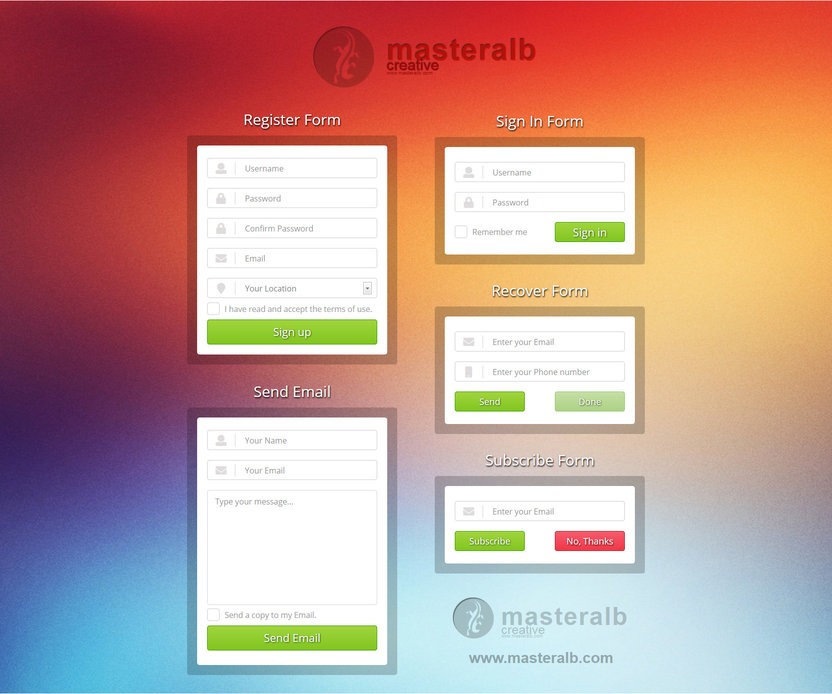 masteralb
creative
www.masteralb.com
Register Form
Username
Password
Confirm Password
Email
Your Location
I have read and accept the terms of use.
Sign up
Send Email
Your Name
Your Email
Type your message...
Send a copy to my Email.
Send Email
Sign In Form
Username
Password
Remember me
Sign in
Recover Form
Enter your Email
Enter your Phone number
Send
Done
Subscribe Form
Enter your Email
Subscribe
No, Thanks
masteralb
creative
www.masteralb.com